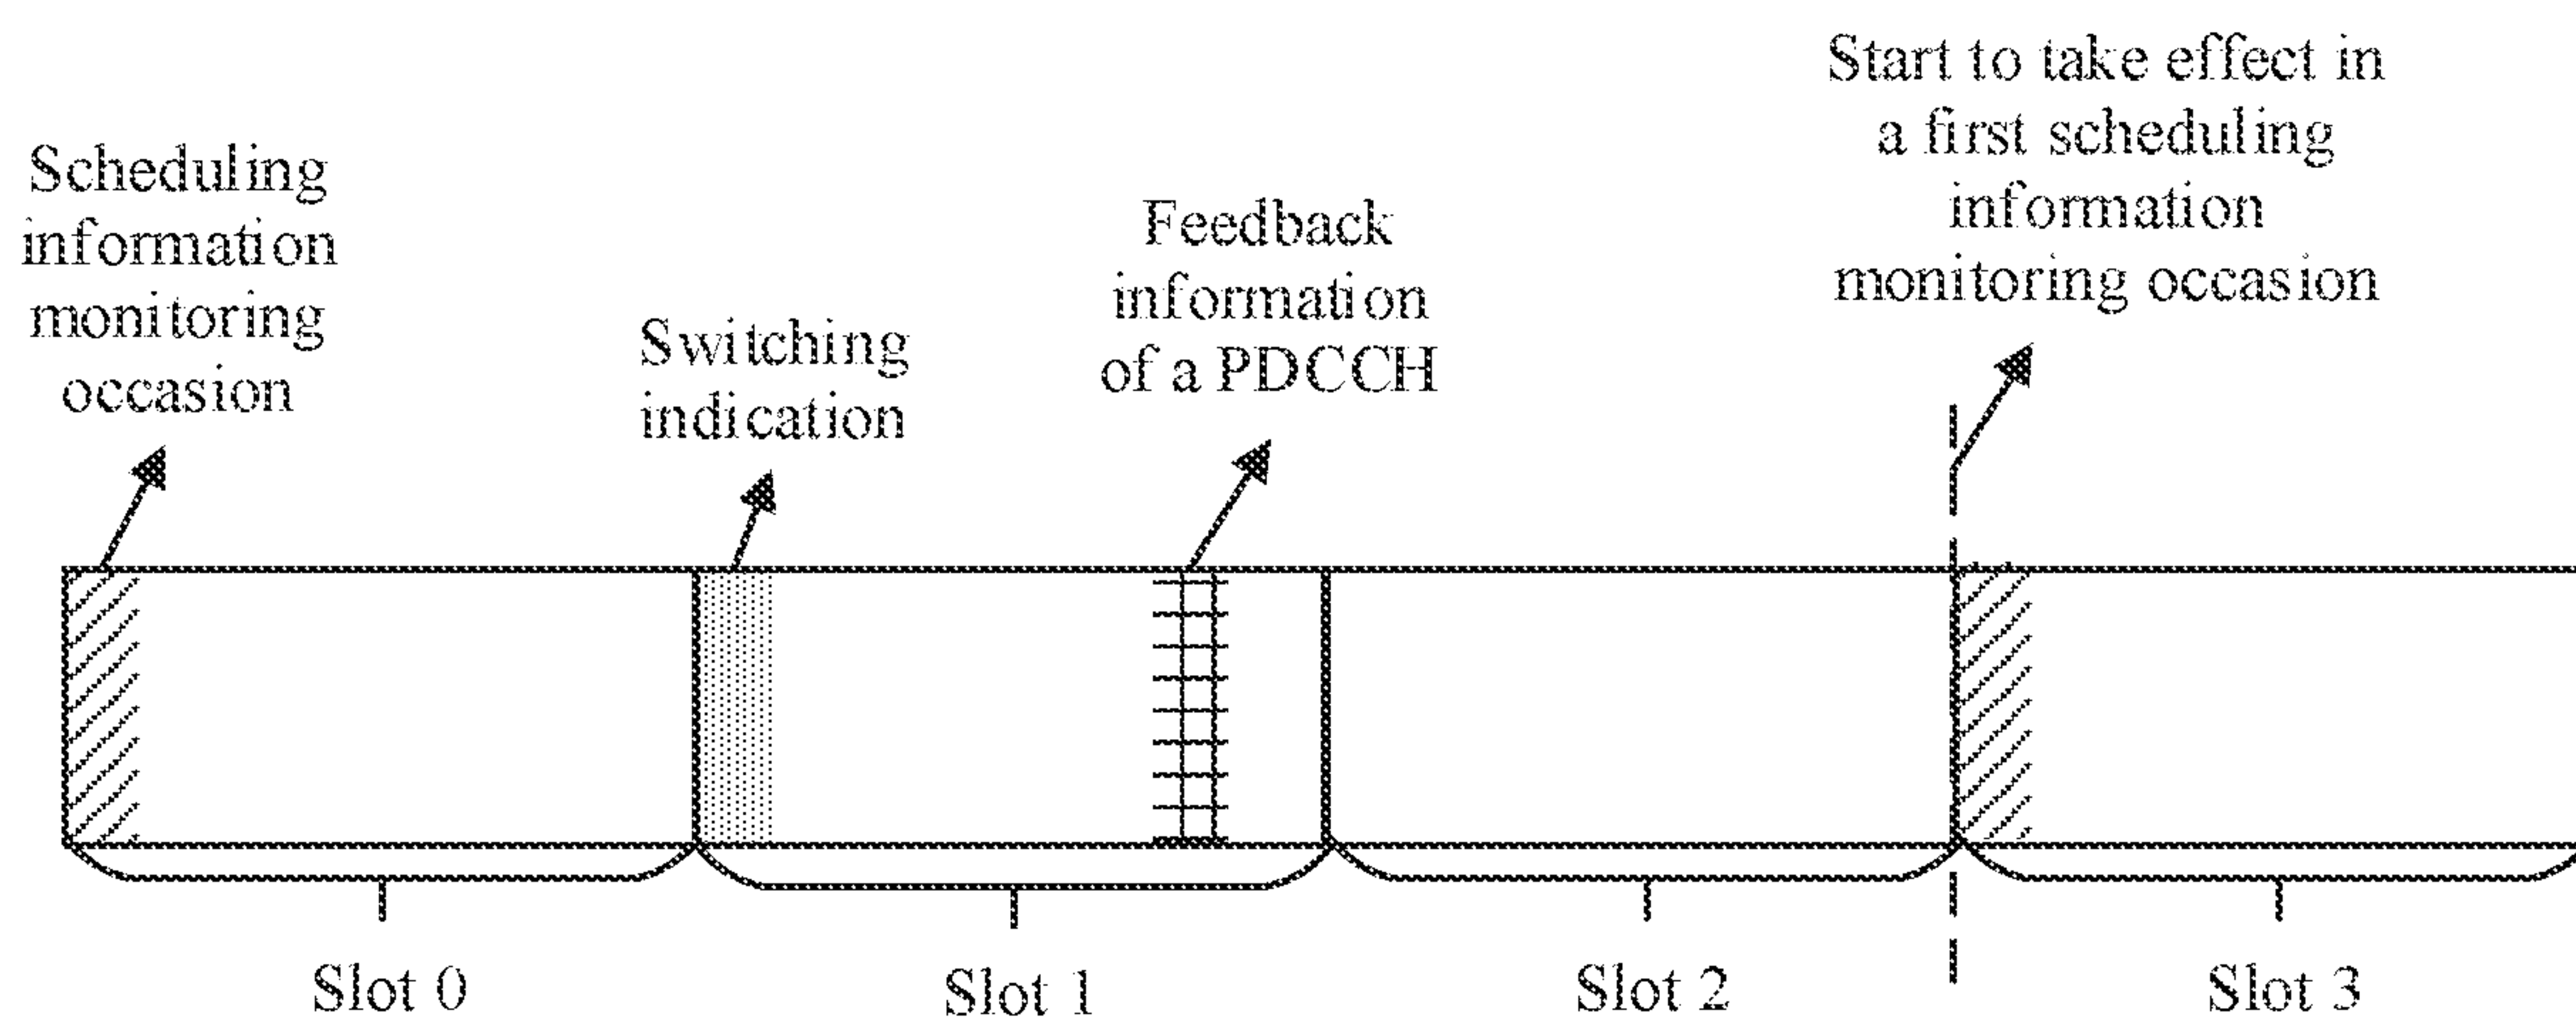 Scheduling
information
monitoring
occasion
Switching
indication
Feedback
information
of a PDCCH
Start to take effect in
a first scheduling
information
monitoring occasion
Slot 0
Slot 1
Slot 2
Slot 3